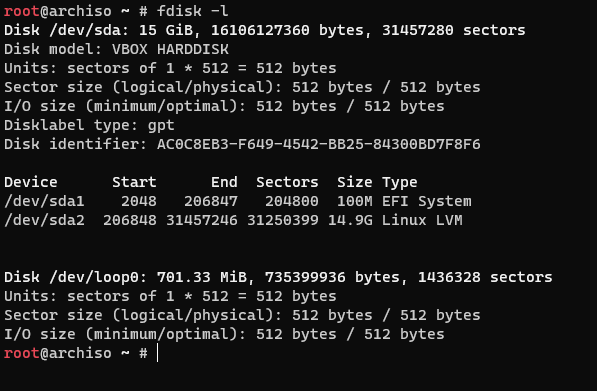 root@archiso ~ # fdisk -l
Disk /dev/sda: 15 GiB, 16106127360 bytes, 31457280 sectors
Disk model: VBOX HARDDISK
Units: sectors of 1 * 512 = 512 bytes
Sector size (logical/physical): 512 bytes / 512 bytes
I/O size (minimum/optimal): 512 bytes / 512 bytes
Disklabel type: gpt
Disk identifier: AC0C8EB3-F649-4542-BB25-84300BD7F8F6
Device      Start      End  Sectors  Size Type
/dev/sda1    2048   206847   204800  100M EFI System
/dev/sda2  206848 31457246 31250399 14.9G Linux LVM
Disk /dev/loop0: 701.33 MiB, 735399936 bytes, 1436328 sectors
Units: sectors of 1 * 512 = 512 bytes
Sector size (logical/physical): 512 bytes / 512 bytes
I/O size (minimum/optimal): 512 bytes / 512 bytes
root@archiso ~ #